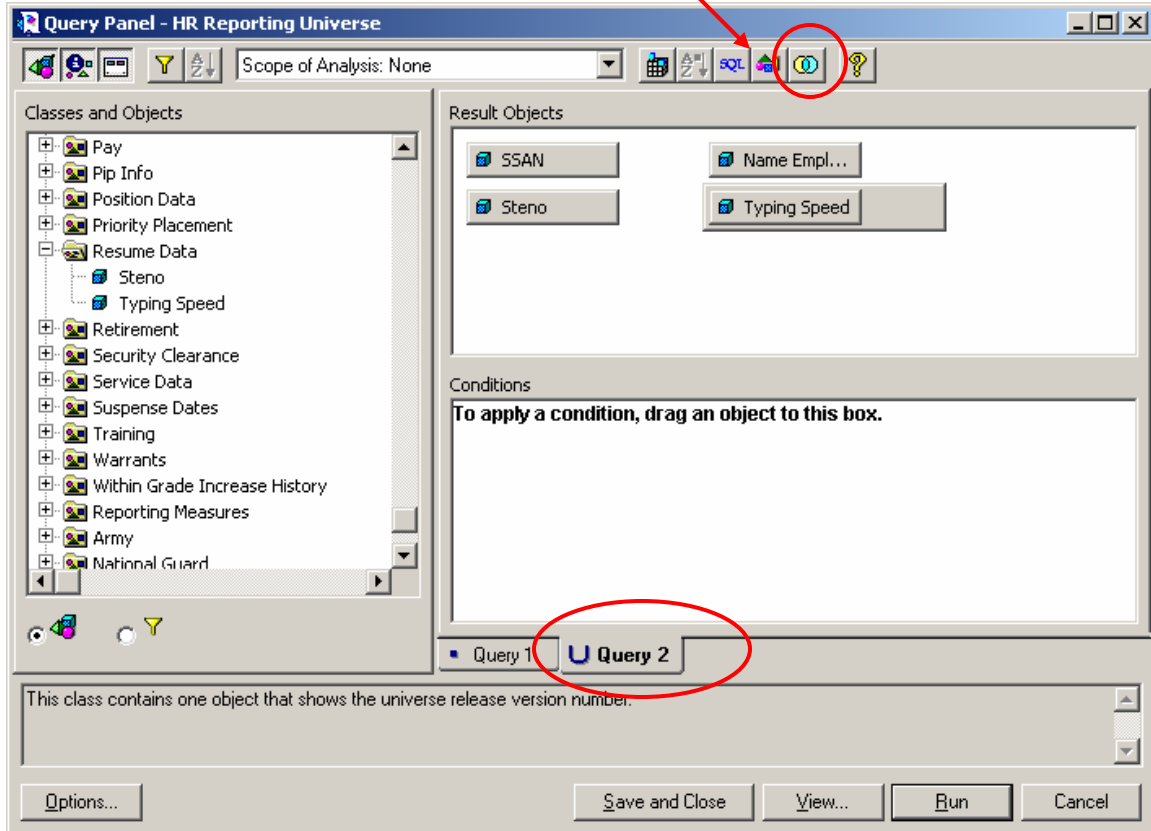 Query Panel - HR Reporting Universe
Scope of Analysis: None
SQL
Classes and Objects
Pay
Pip Info
Position Data
Priority Placement
Resume Data
Steno
Typing Speed
Retirement
Security Clearance
Service Data
Suspense Dates
Training
Warrants
Within Grade Increase History
Reporting Measures
Army
National Guard
Result Objects
SSAN
Name Empl...
Steno
Typing Speed
Conditions
To apply a condition, drag an object to this box.
Query 1
Query 2
This class contains one object that shows the universe release version number.
Options...
Save and Close
View...
Run
Cancel